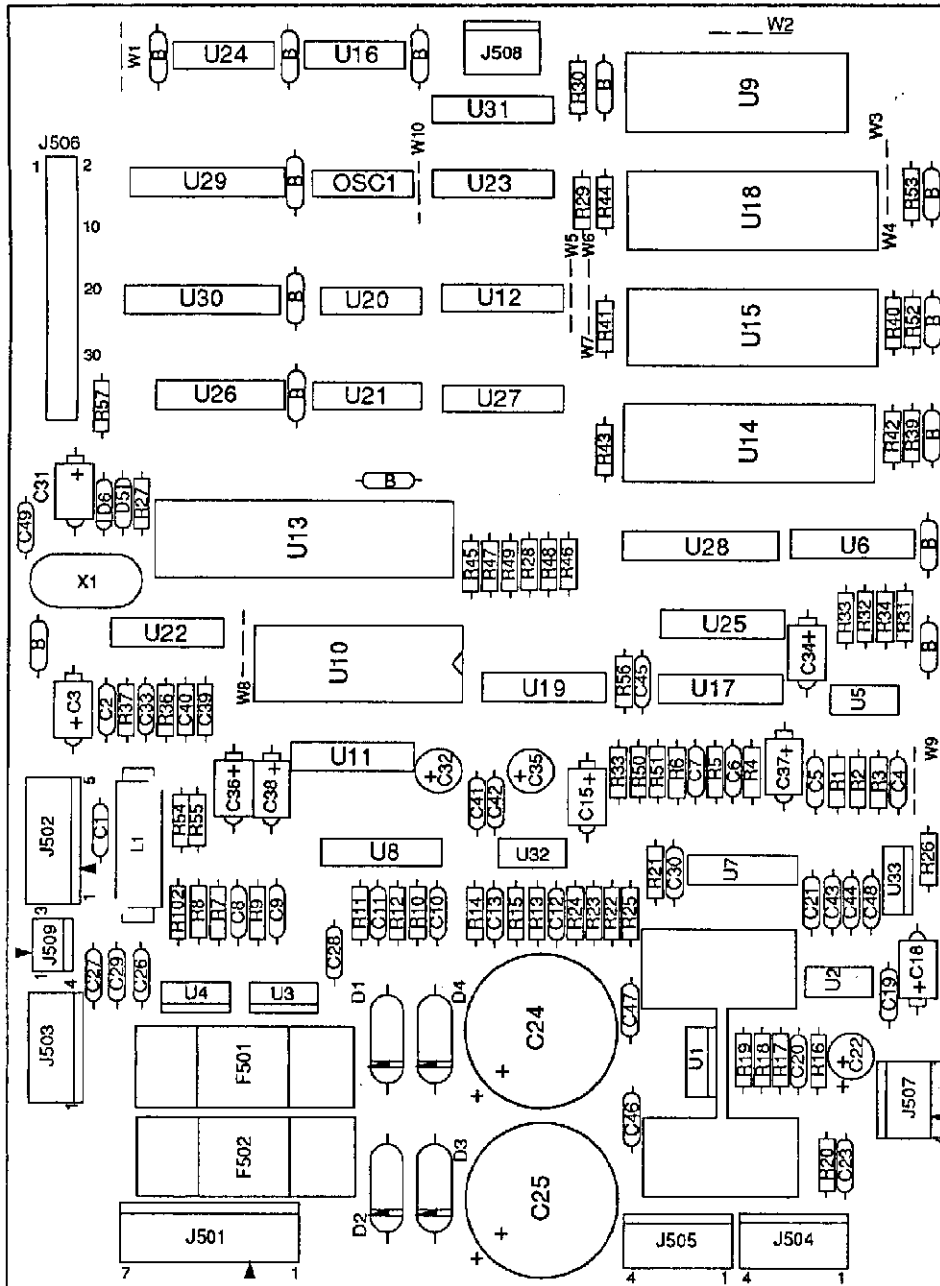 W1
B
U24
B
U16
B
J508
W2
R30
B
U9
U31
W10
W3
J506
1
2
U29
B
OSC1
U23
R29
R44
U18
R53
B
10
W4
W5
W6
20
U30
B
U20
U12
R41
U15
R40
R52
B
W7
30
R57
U26
B
U21
U27
R43
U14
R42
R39
B
C31
+
C49
D6
D51
R27
B
U13
X1
R45
R47
R49
R28
R48
R46
U28
U6
B
B
U22
W8
U10
U25
C34+
R33
R32
R34
R31
B
+C3
C2
R37
C33
R36
C40
C39
U19
R56
C45
U17
U5
W9
U11
C36+
C38+
+C32
+C35
C41
C42
C15+
R33
R50
R51
R6
C7
R5
C6
R4
C37+
C5
R1
R2
R3
C4
5
J502
1
C1
L1
R54
R55
U8
U32
R21
C30
U7
U33
R26
3
J509
1
R102
R8
R7
C8
R9
C9
R11
C11
R12
R10
C10
R14
C13
R15
R13
C12
R24
R23
R22
R25
C21
C43
C44
C48
C28
C27
C29
C26
4
J503
1
U4
U3
D1
D4
C24
+
+
C47
U2
C19
+C18
F501
U1
R19
R18
R17
C20
R16
C22
+
+
J507
F502
D2
D3
C25
+
+
C46
R20
C23
J501
7
1
J505
4
1
J504
4
1